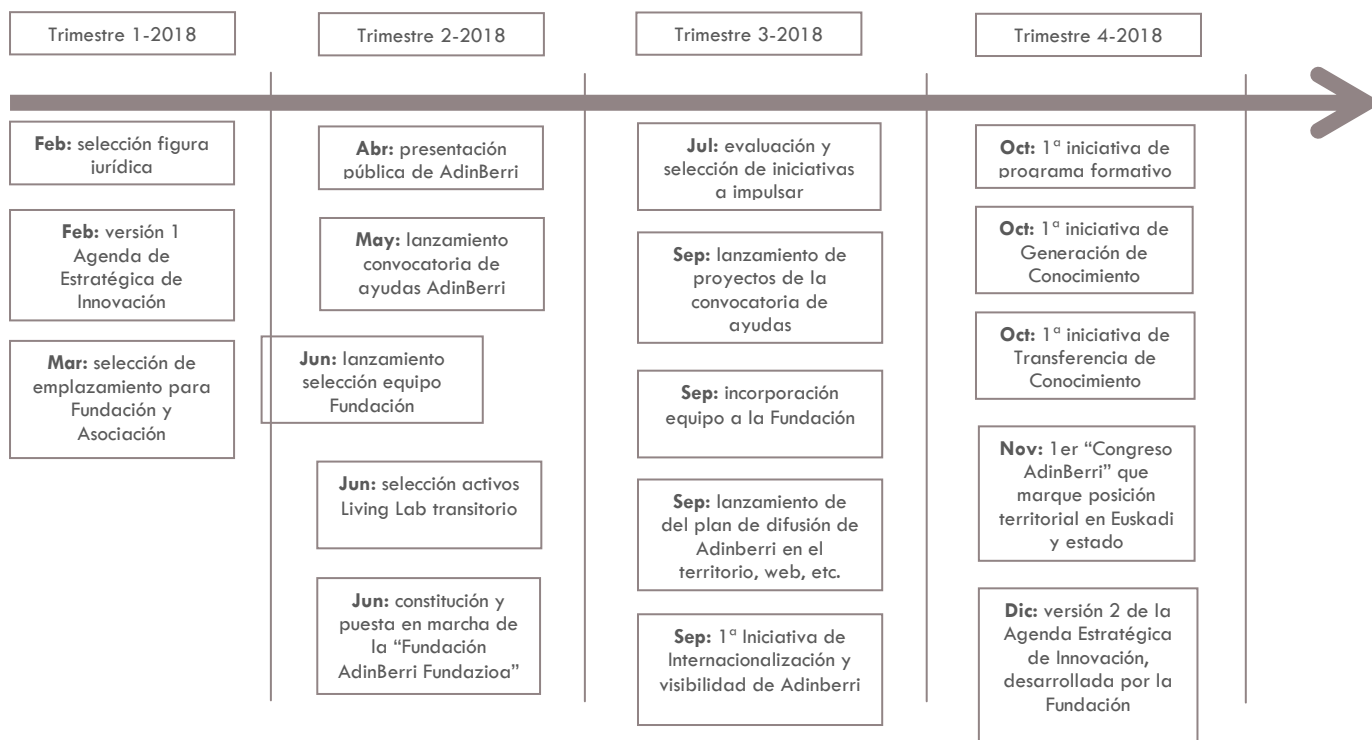 Trimestre 1-2018
Trimestre 2-2018
Trimestre 3-2018
Trimestre 4-2018
Feb: selección figura
jurídica
Feb: versión 1
Agenda de
Estratégica de
Innovación
Mar: selección de
emplazamiento para
Fundación y
Asociación
Abr: presentación
pública de AdinBerri
May: lanzamiento
convocatoria de
ayudas AdinBerri
Jun: lanzamiento
selección equipo
Fundación
Jun: selección activos
Living Lab transitorio
Jun: constitución y
puesta en marcha de
la “Fundación
AdinBerri Fundazioa”
Jul: evaluación y
selección de iniciativas
a impulsar
Sep: lanzamiento de
proyectos de la
convocatoria de
ayudas
Sep: incorporación
equipo a la Fundación
Sep: lanzamiento de
del plan de difusión de
Adinberri en el
territorio, web, etc.
Sep: 1ª Iniciativa de
Internacionalización y
visibilidad de Adinberri
Oct: 1ª iniciativa de
programa formativo
Oct: 1ª iniciativa de
Generación de
Conocimiento
Oct: 1ª iniciativa de
Transferencia de
Conocimiento
Nov: 1er “Congreso
AdinBerri” que
marque posición
territorial en Euskadi
y estado
Dic: versión 2 de la
Agenda Estratégica
de Innovación,
desarrollada por la
Fundación